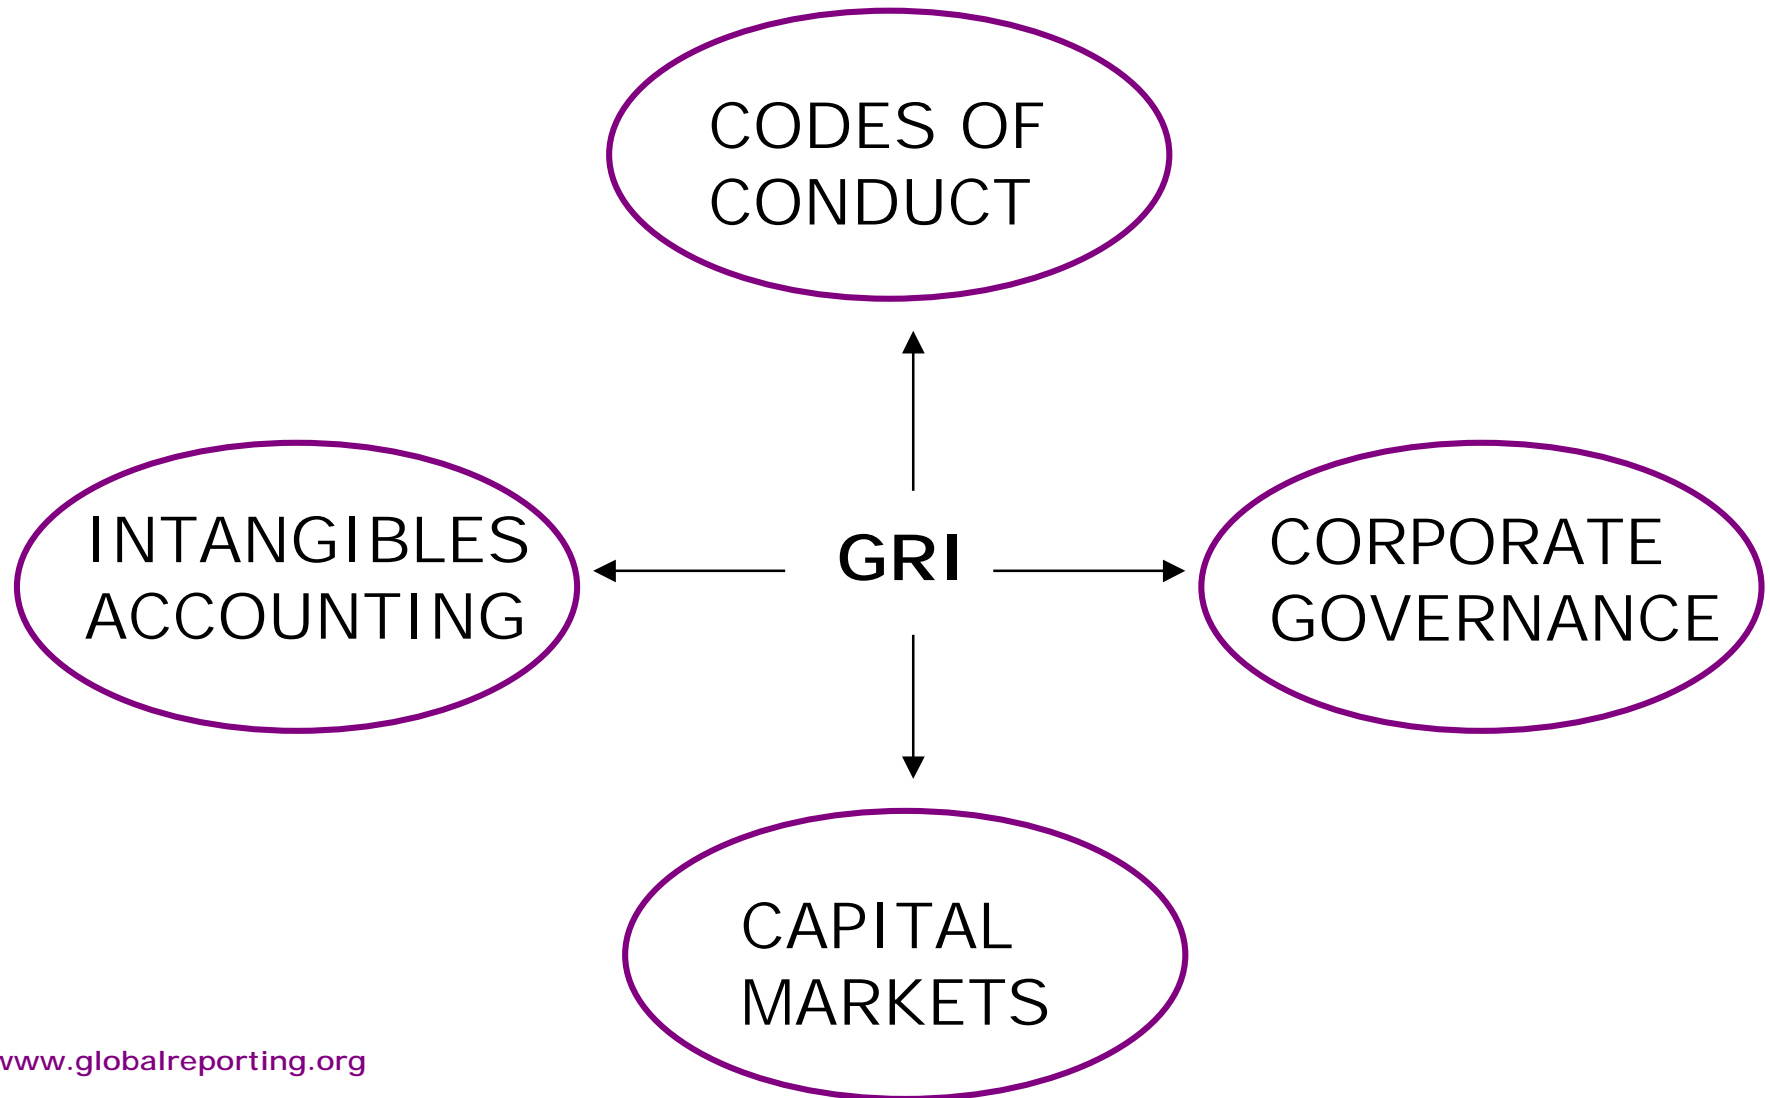 CODES OF
CONDUCT
INTANGIBLES
ACCOUNTING
GRI
CORPORATE
GOVERNANCE
CAPITAL
MARKETS
www.globalreporting.org